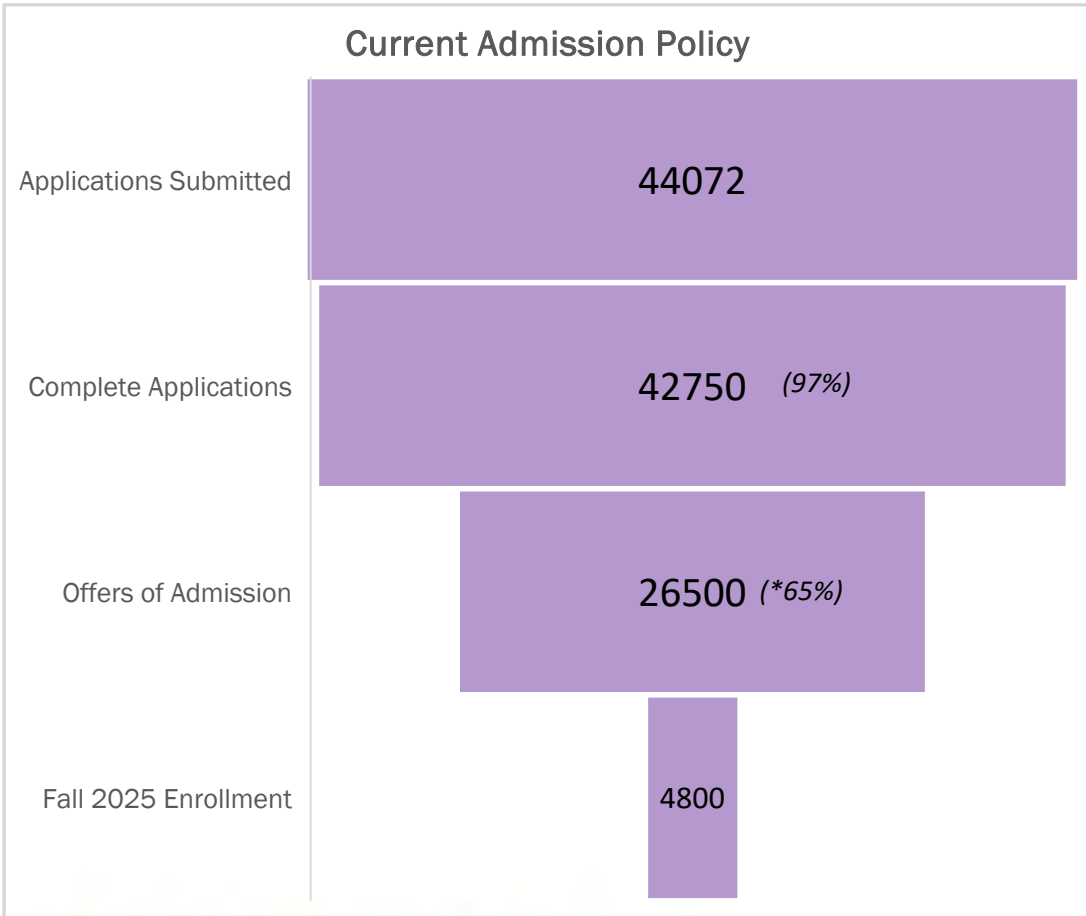 Current Admission Policy
Applications Submitted
44072
Complete Applications
42750 (97%)
Offers of Admission
26500 (*65%)
Fall 2025 Enrollment
4800